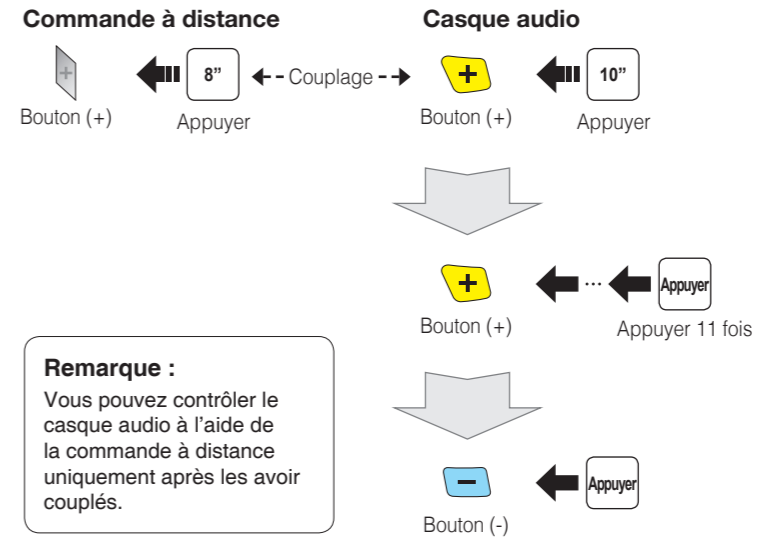 Commande à distance
Casque audio
+
8”
Couplage
+
10”
Bouton (+)
Appuyer
Bouton (+)
Appuyer
+
...
Appuyer
Bouton (+)
Appuyer 11 fois
Remarque :
Vous pouvez contrôler le
casque audio à l’aide de
la commande à distance
uniquement après les avoir
couplés.
−
Appuyer
Bouton (-)